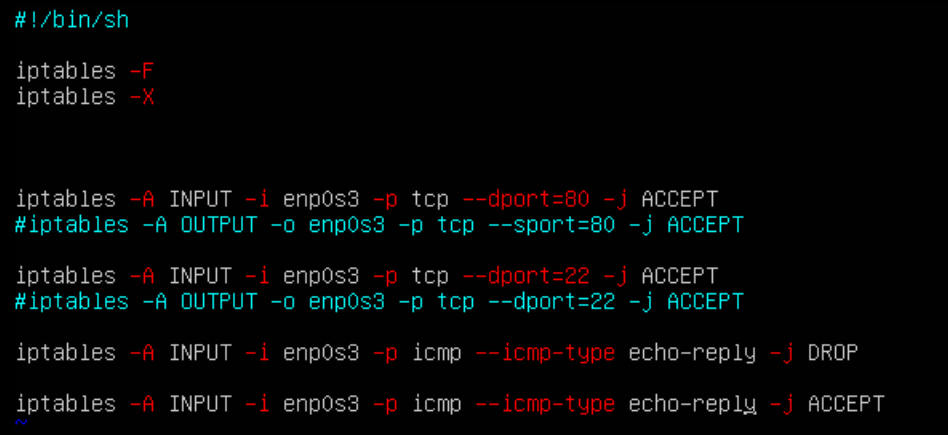 #!/bin/sh
iptables -F
iptables -X
iptables -A INPUT -i enp0s3 -p tcp --dport=80 -j ACCEPT
#iptables -A OUTPUT -o enp0s3 -p tcp --sport=80 -j ACCEPT
iptables -A INPUT -i enp0s3 -p tcp --dport=22 -j ACCEPT
#iptables -A OUTPUT -o enp0s3 -p tcp --dport=22 -j ACCEPT
iptables -A INPUT -i enp0s3 -p icmp --icmp-type echo-reply -j DROP
iptables -A INPUT -i enp0s3 -p icmp --icmp-type echo-reply -j ACCEPT
~